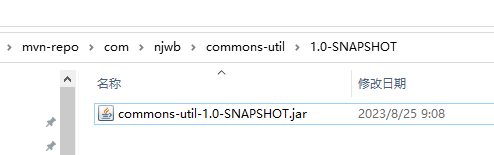 mvn-repo > com > njwb > commons-util > 1.0-SNAPSHOT
名称 修改日期
commons-util-1.0-SNAPSHOT.jar 2023/8/25 9:08